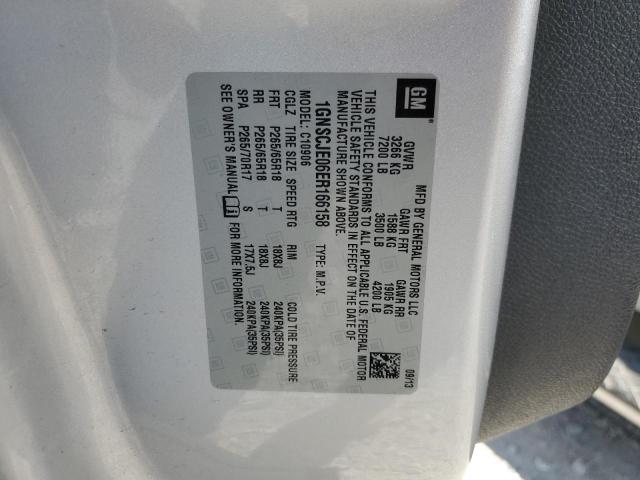 GM
MFD BY GENERAL MOTORS LLC 09/13
GVWR GAWR FRT GAWR RR
3266 KG 1588 KG 1905 KG
7200 LB 3500 LB 4200 LB
THIS VEHICLE CONFORMS TO ALL APPLICABLE U.S. FEDERAL MOTOR
VEHICLE SAFETY STANDARDS IN EFFECT ON THE DATE OF
MANUFACTURE SHOWN ABOVE.
1GNSCJE06ER166158 TYPE: M.P.V.
MODEL: C10906
CGLZ TIRE SIZE SPEED RTG RIM COLD TIRE PRESSURE
FRT P265/65R18 T 18X8J 240KPA(35PSI)
RR P265/65R18 T 18X8J 240KPA(35PSI)
SPA P265/70R17 S 17X7.5J 240KPA(35PSI)
SEE OWNER'S MANUAL FOR MORE INFORMATION.